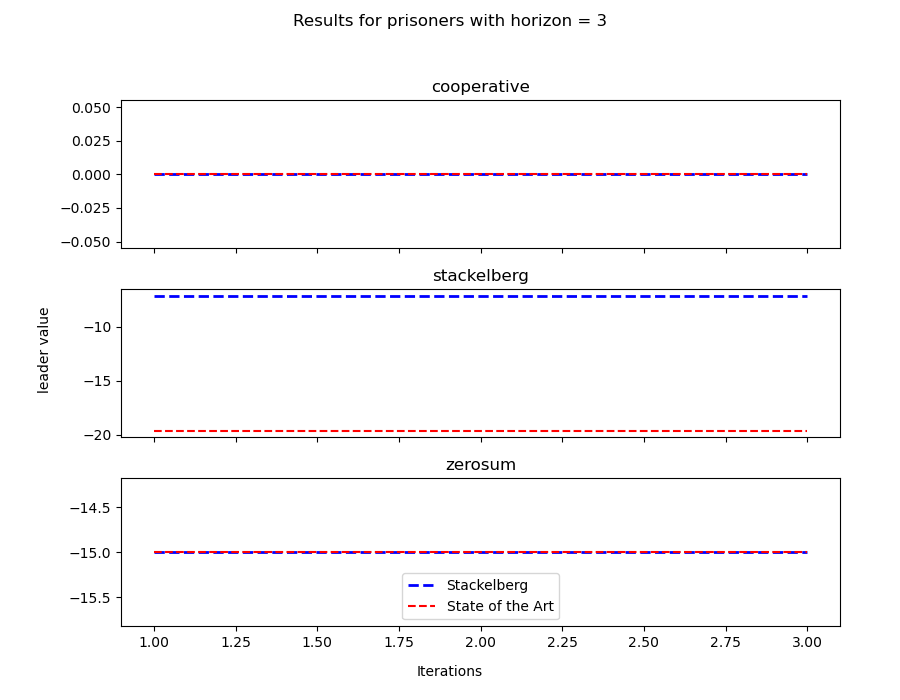 Results for prisoners with horizon = 3
cooperative
0.050
0.025
0.000
−0.025
−0.050
stackelberg
−10
−15
−20
leader value
zerosum
−14.5
−15.0
−15.5
Stackelberg
State of the Art
1.00 1.25 1.50 1.75 2.00 2.25 2.50 2.75 3.00
Iterations